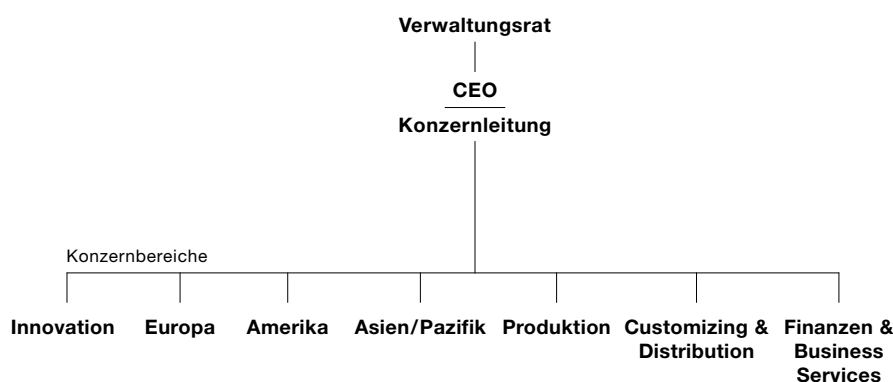 Verwaltungsrat
CEO
Konzernleitung
Konzernbereiche
Innovation
Europa
Amerika
Asien/Pazifik
Produktion
Customizing &
Distribution
Finanzen &
Business
Services